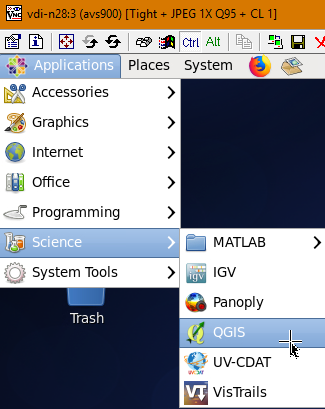 vdi-n28:3 (avs900) [Tight + JPEG 1X Q95 + CL 1]
Ctrl Alt
Applications Places System
Accessories
Graphics
Internet
Office
Programming
Science
System Tools
MATLAB
IGV
Panoply
QGIS
UV-CDAT
VisTrails
Trash